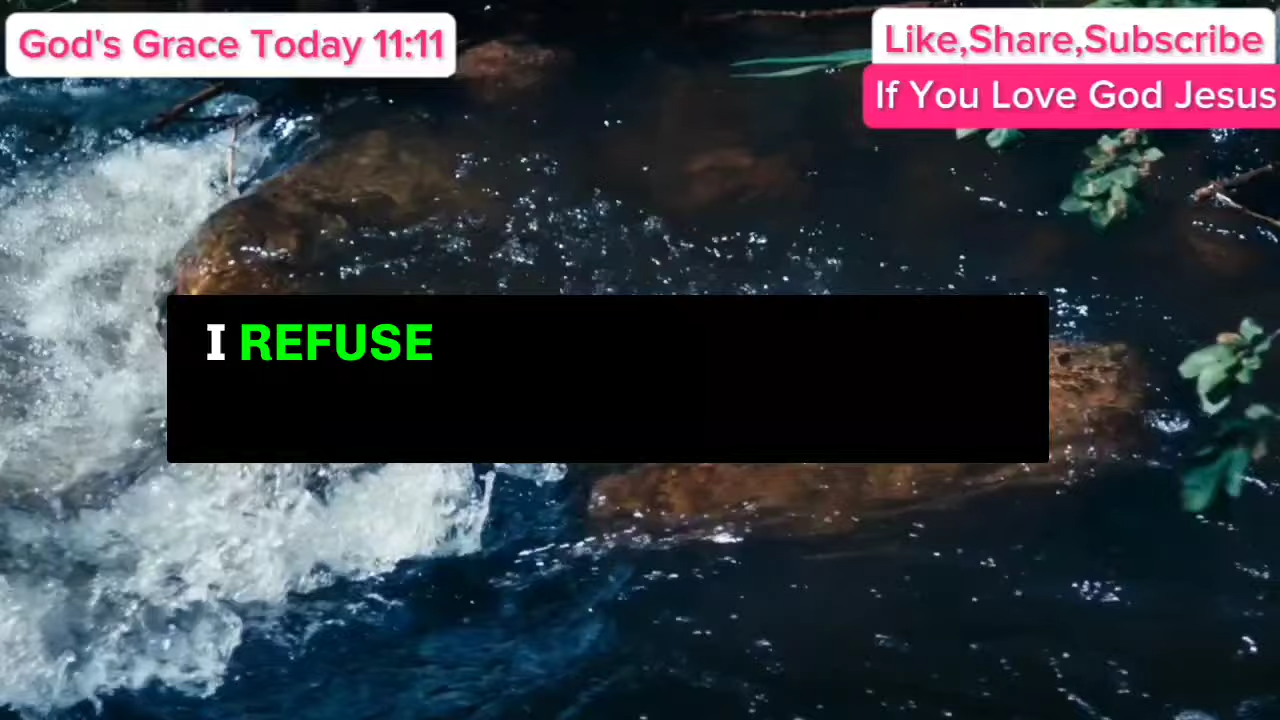 God's Grace Today 11:11
Like,Share,Subscribe
If You Love God Jesus
I REFUSE